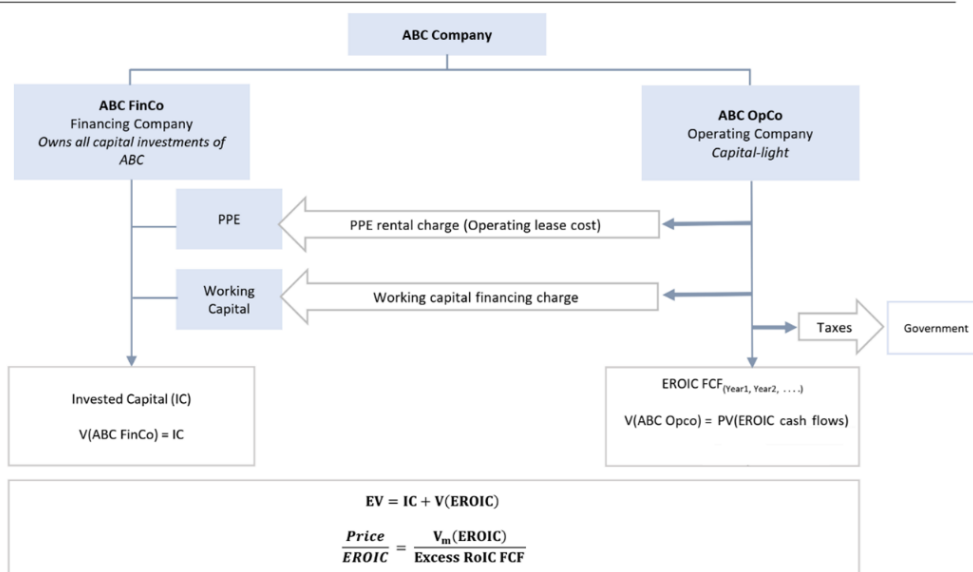 ABC Company
ABC FinCo
Financing Company
Owns all capital investments of
ABC
ABC OpCo
Operating Company
Capital-light
PPE
PPE rental charge (Operating lease cost)
Working
Capital
Working capital financing charge
Taxes
Government
Invested Capital (IC)
V(ABC FinCo) = IC
EROIC FCF(Year1, Year2, . . . .)
V(ABC Opco) = PV(EROIC cash flows)
EV = IC + V(EROIC)
Price/EROIC = Vm(EROIC)/Excess RoIC FCF